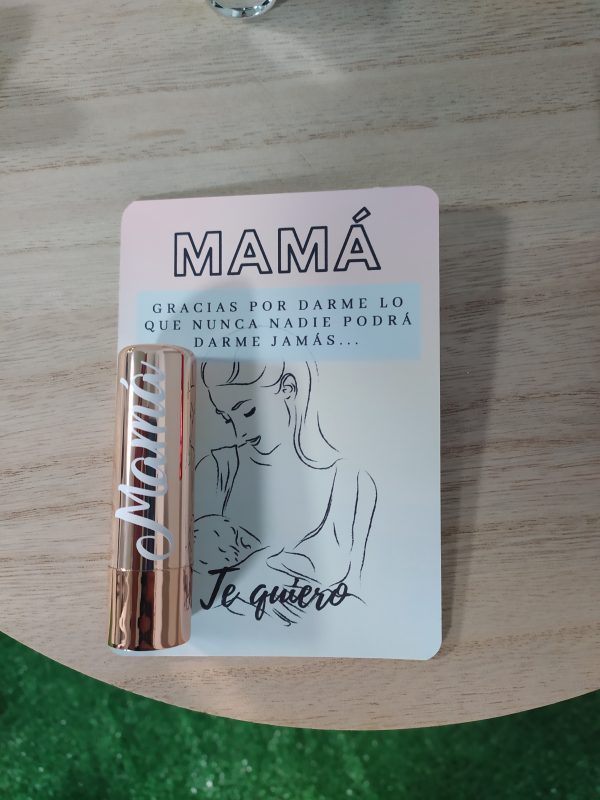 MAMÁ
GRACIAS POR DARME LO
QUE NUNCA NADIE PODRÁ
DARME JAMÁS...
Mamá
Te quiero